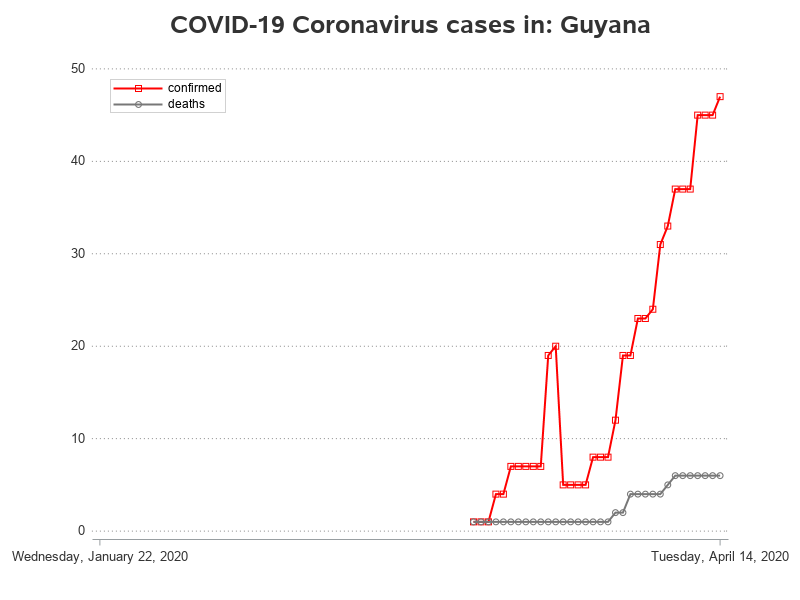 COVID-19 Coronavirus cases in: Guyana
50
confirmed
deaths
40
30
20
10
0
Wednesday, January 22, 2020 Tuesday, April 14, 2020